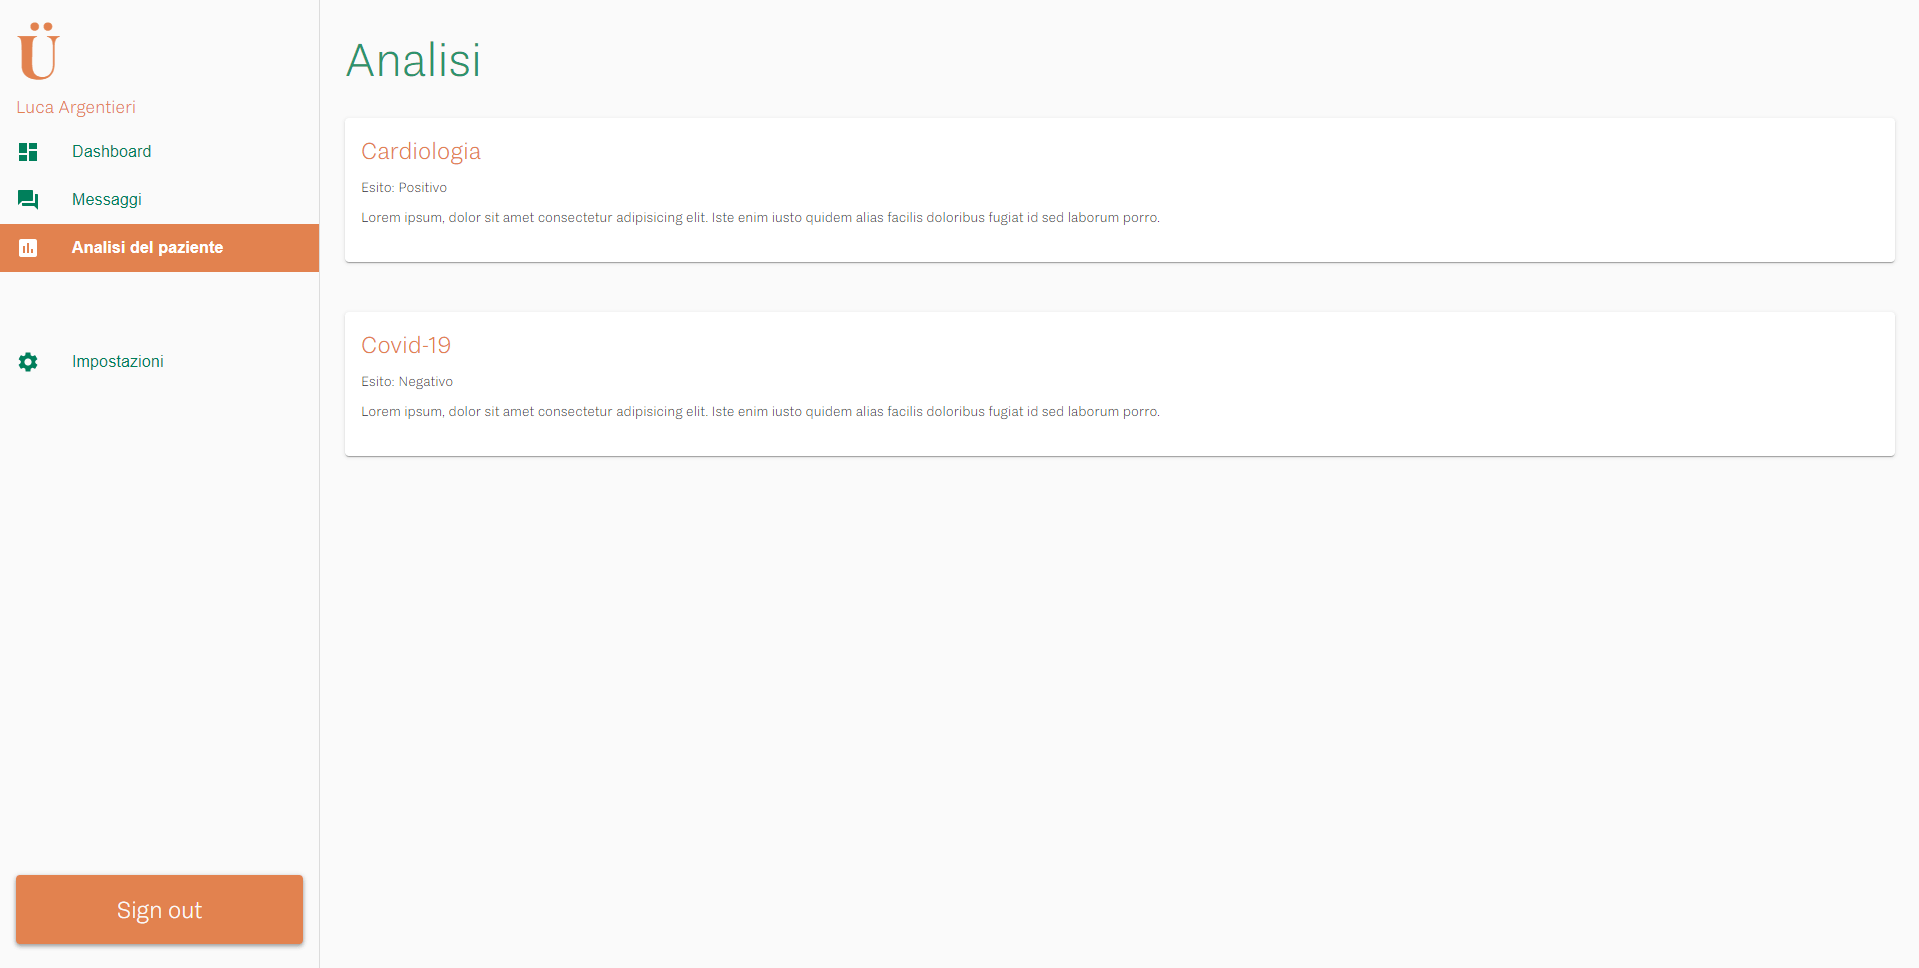 Ü
Luca Argentieri
Dashboard
Messaggi
Analisi del paziente
Impostazioni
Sign out
Analisi
Cardiologia
Esito: Positivo
Lorem ipsum, dolor sit amet consectetur adipisicing elit. Iste enim iusto quidem alias facilis doloribus fugiat id sed laborum porro.
Covid-19
Esito: Negativo
Lorem ipsum, dolor sit amet consectetur adipisicing elit. Iste enim iusto quidem alias facilis doloribus fugiat id sed laborum porro.